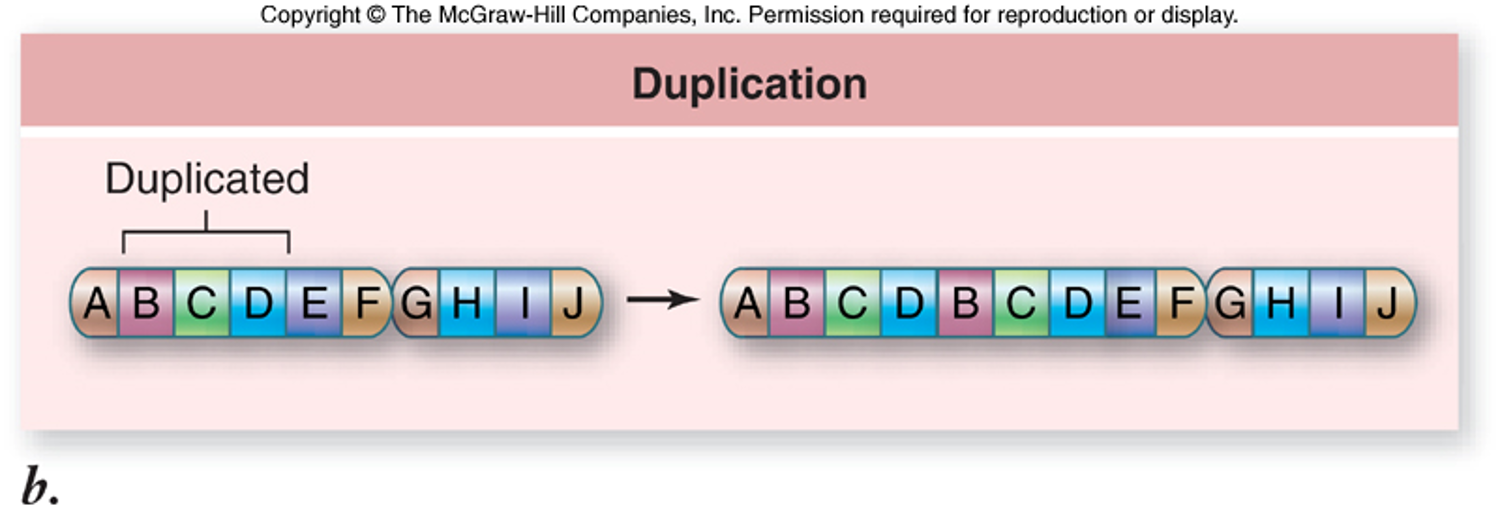 Copyright © The McGraw-Hill Companies, Inc. Permission required for reproduction or display.
Duplication
Duplicated
A B C D E F G H I J A B C D B C D E F G H I J
b.